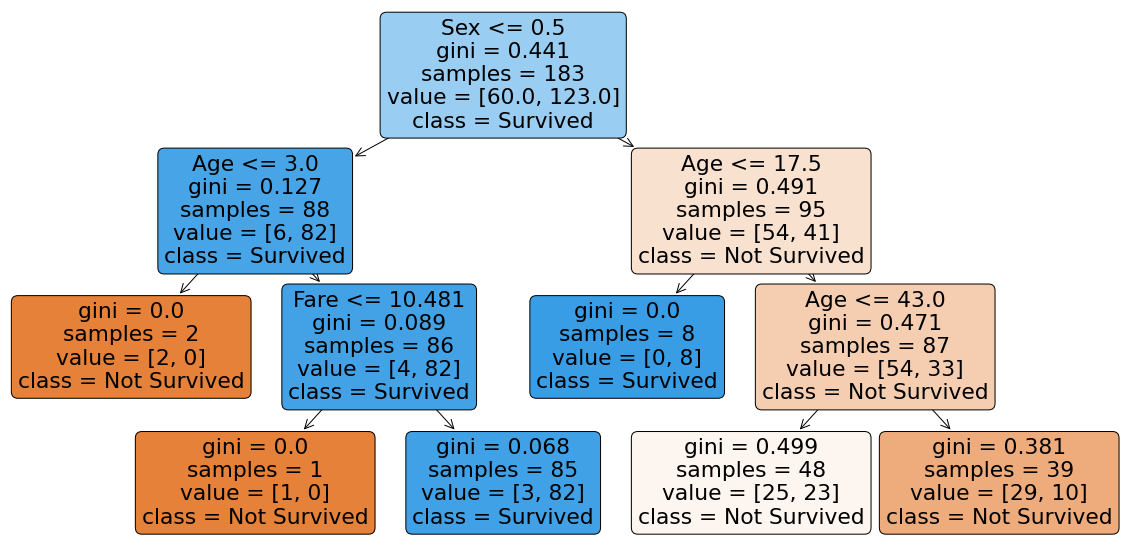 Sex <= 0.5
gini = 0.441
samples = 183
value = [60.0, 123.0]
class = Survived
Age <= 3.0
gini = 0.127
samples = 88
value = [6, 82]
class = Survived
Age <= 17.5
gini = 0.491
samples = 95
value = [54, 41]
class = Not Survived
gini = 0.0
samples = 2
value = [2, 0]
class = Not Survived
Fare <= 10.481
gini = 0.089
samples = 86
value = [4, 82]
class = Survived
gini = 0.0
samples = 8
value = [0, 8]
class = Survived
Age <= 43.0
gini = 0.471
samples = 87
value = [54, 33]
class = Not Survived
gini = 0.0
samples = 1
value = [1, 0]
class = Not Survived
gini = 0.068
samples = 85
value = [3, 82]
class = Survived
gini = 0.499
samples = 48
value = [25, 23]
class = Not Survived
gini = 0.381
samples = 39
value = [29, 10]
class = Not Survived